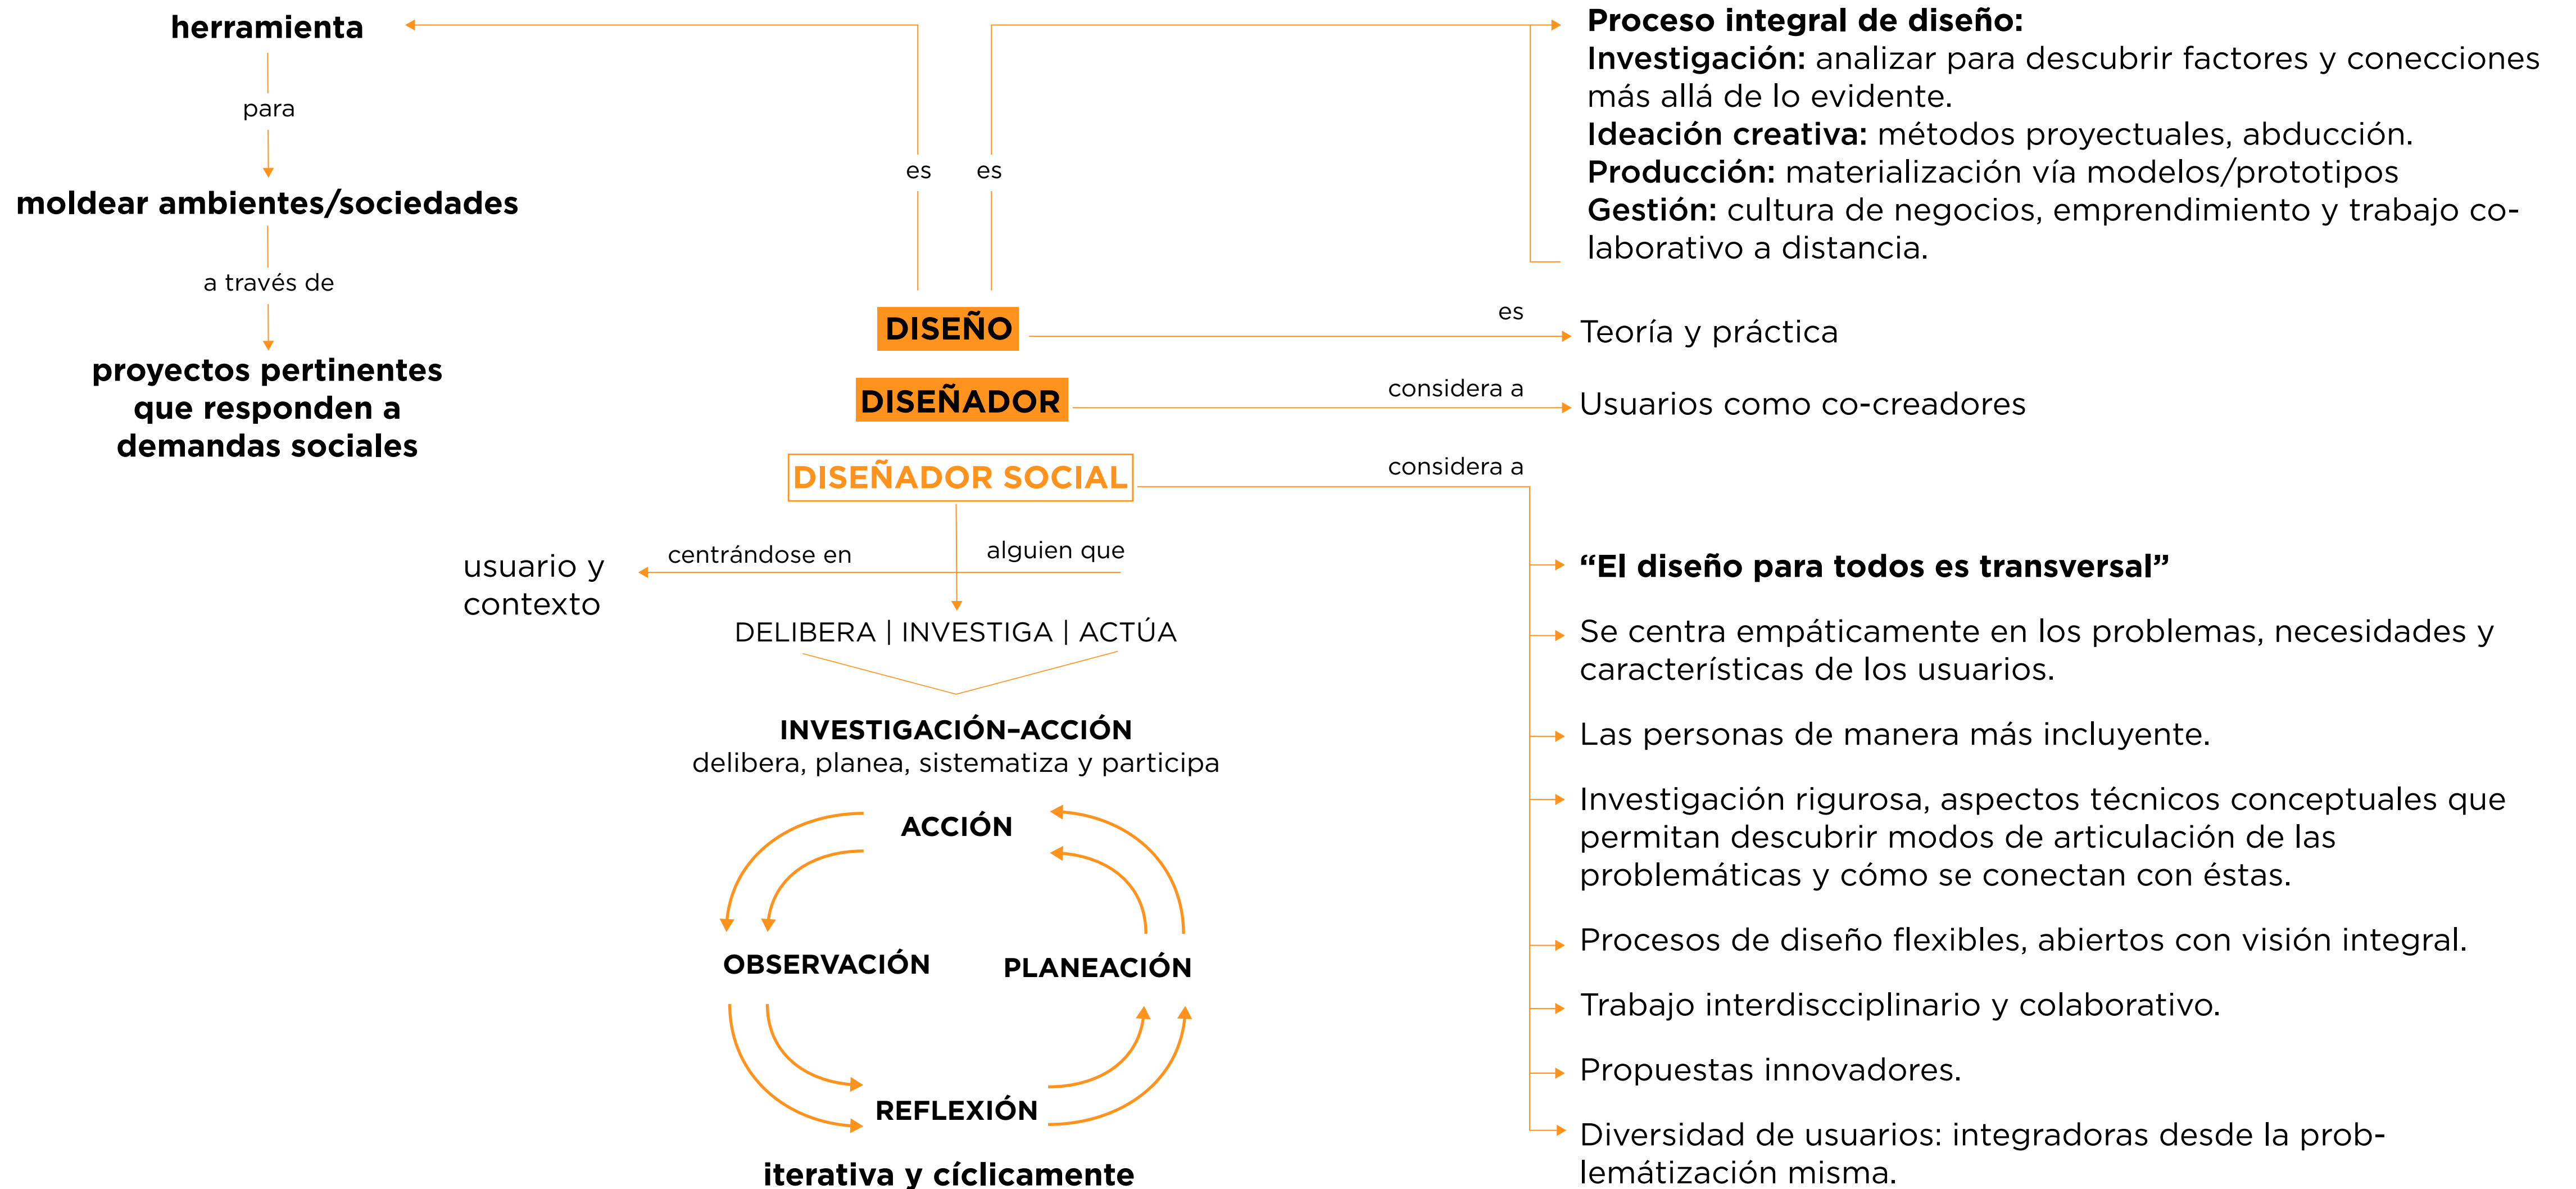 herramienta
para
moldear ambientes/sociedades
a través de
proyectos pertinentes
que responden a
demandas sociales
es
es
Proceso integral de diseño:
Investigación: analizar para descubrir factores y conecciones
más allá de lo evidente.
Ideación creativa: métodos proyectuales, abducción.
Producción: materialización vía modelos/prototipos
Gestión: cultura de negocios, emprendimiento y trabajo co-
laborativo a distancia.
DISEÑO
es
Teoría y práctica
DISEÑADOR
considera a
Usuarios como co-creadores
DISEÑADOR SOCIAL
considera a
centrándose en
alguien que
usuario y
contexto
DELIBERA | INVESTIGA | ACTÚA
INVESTIGACIÓN–ACCIÓN
delibera, planea, sistematiza y participa
ACCIÓN
OBSERVACIÓN
PLANEACIÓN
REFLEXIÓN
iterativa y cíclicamente
“El diseño para todos es transversal”
Se centra empáticamente en los problemas, necesidades y
características de los usuarios.
Las personas de manera más incluyente.
Investigación rigurosa, aspectos técnicos conceptuales que
permitan descubrir modos de articulación de las
problemáticas y cómo se conectan con éstas.
Procesos de diseño flexibles, abiertos con visión integral.
Trabajo interdiscciplinario y colaborativo.
Propuestas innovadores.
Diversidad de usuarios: integradoras desde la prob-
lemátización misma.